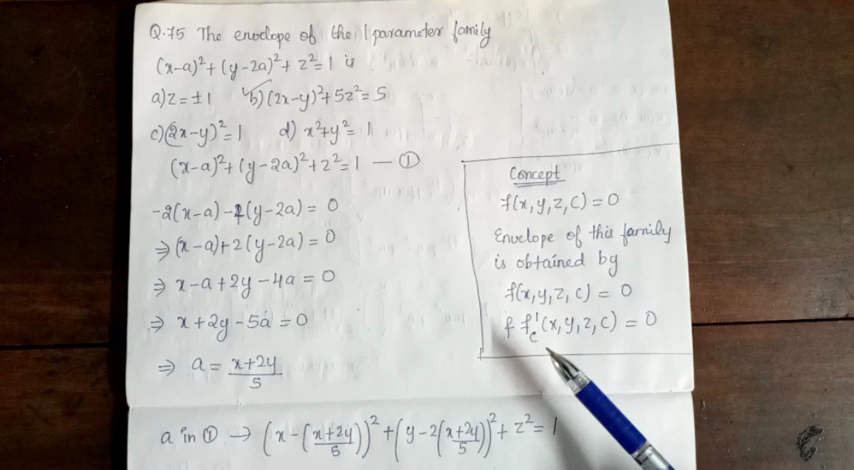 Q.75 The envelope of the 1 parameter family
(x-a)²+(y-2a)²+z²=1 is
a) z=±1 b) (2x-y)²+5z²=5
c) (2x-y)²=1 d) x²+y²=1
(x-a)²+(y-2a)²+z²=1 — ①
-2(x-a)-4(y-2a)=0
⇒ (x-a)+2(y-2a)=0
⇒ x-a+2y-4a=0
⇒ x+2y-5a=0
⇒ a = (x+2y)/5
a in ① → (x-((x+2y)/5))²+(y-2((x+2y)/5))²+z²=1
Concept
f(x,y,z,c)=0
Envelope of this family
is obtained by
f(x,y,z,c)=0
& f'c(x,y,z,c)=0